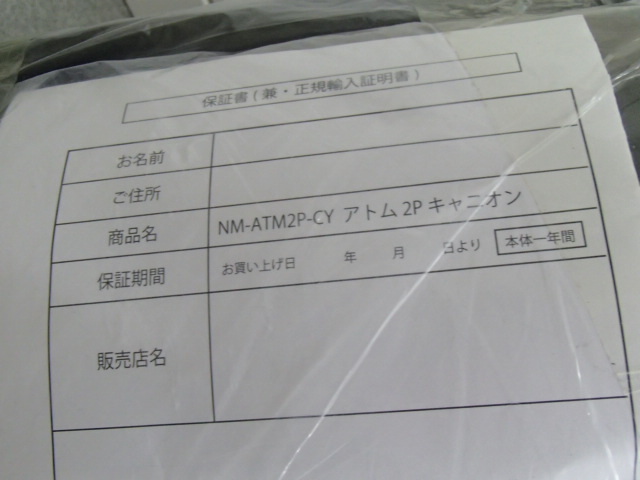 保証書(兼・正規輸入証明書)
お名前
ご住所
商品名 NM-ATM2P-CY アトム 2P キャニオン
保証期間 お買い上げ日 年 月 日より 本体一年間
販売店名